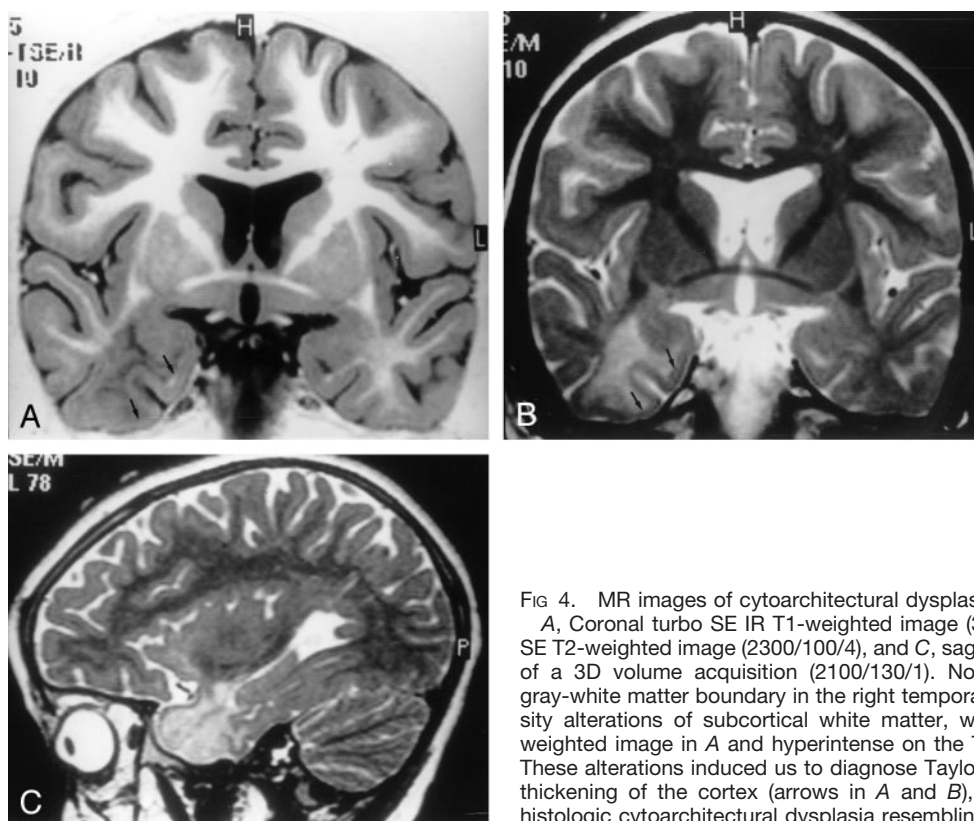 5
H
-TSE/
10
A
L
E/M
H
10
B
L
SE/M
L 78
P
C
FIG 4. MR images of cytoarchitectural dysplas
A, Coronal turbo SE IR T1-weighted image (
SE T2-weighted image (2300/100/4), and C, sag
of a 3D volume acquisition (2100/130/1). No
gray-white matter boundary in the right tempora
sity alterations of subcortical white matter, w
weighted image in A and hyperintense on the T
These alterations induced us to diagnose Taylo
thickening of the cortex (arrows in A and B),
histologic cytoarchitectural dysplasia resemblin